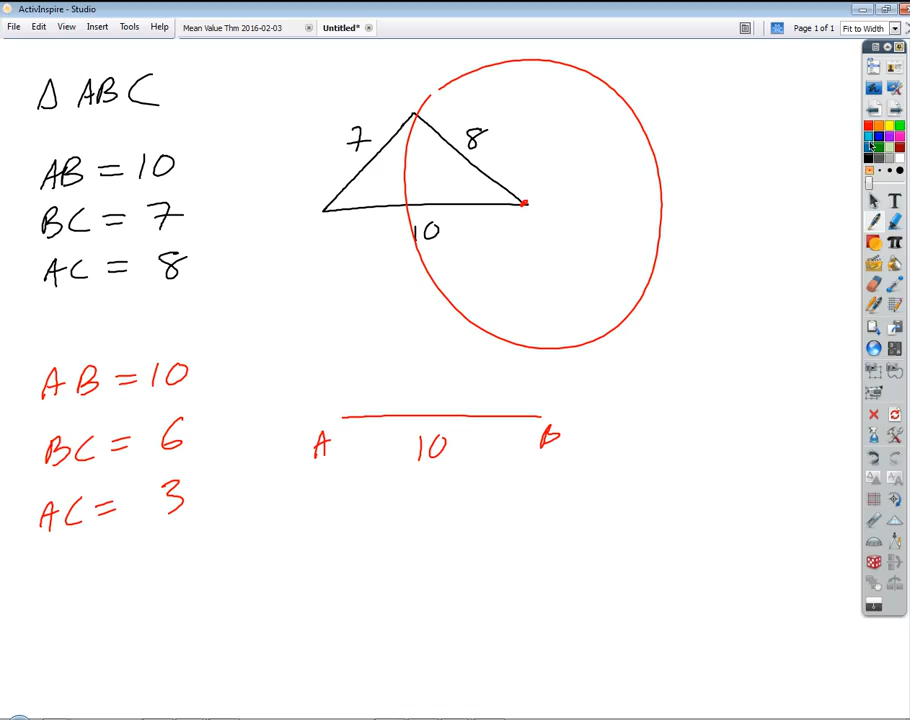 ActivInspire - Studio
File Edit View Insert Tools Help
Mean Value Thm 2016-02-03
Untitled*
Page 1 of 1
Fit to Width
Δ ABC
AB = 10
BC = 7
AC = 8
7
8
10
AB = 10
BC = 6
AC = 3
A 10 B